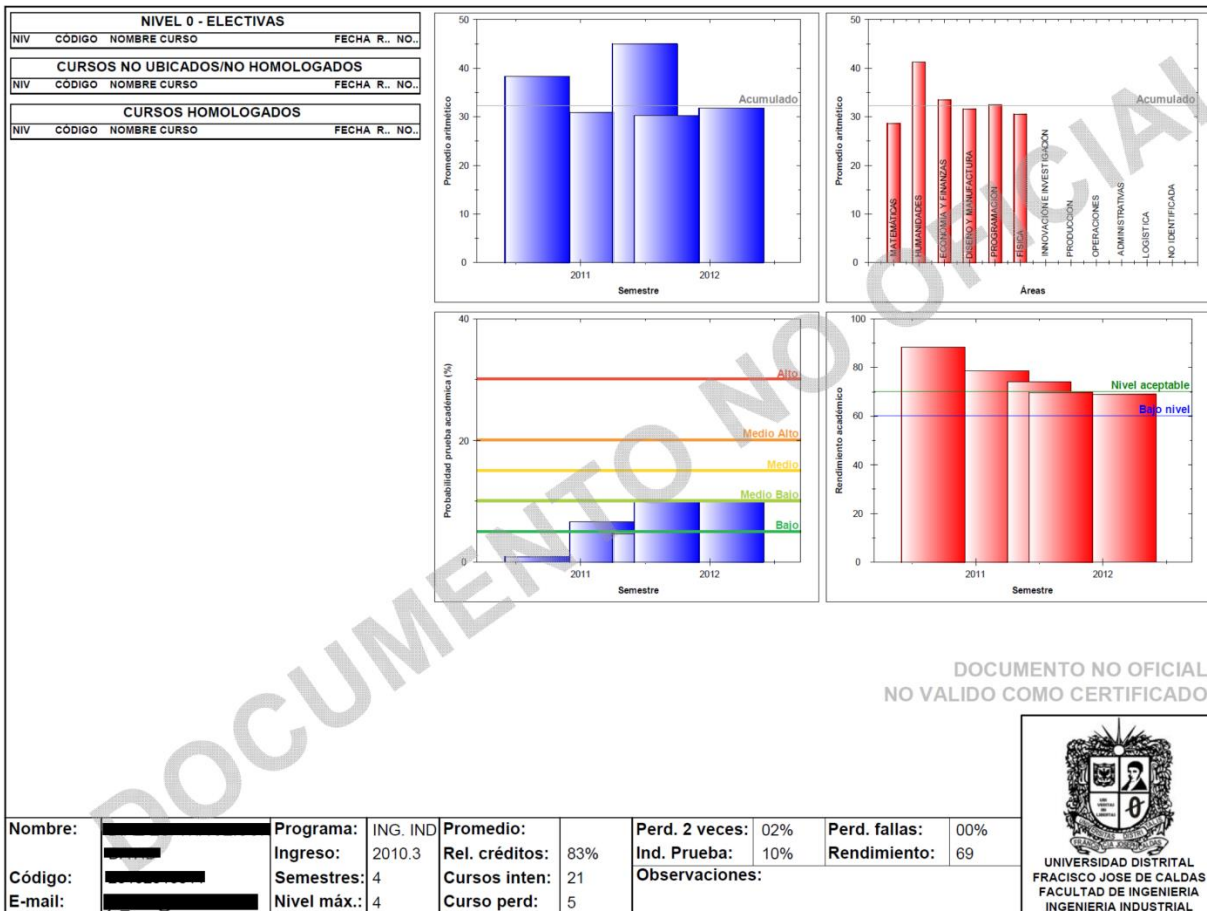 NIVEL 0 - ELECTIVAS
NIV CÓDIGO NOMBRE CURSO FECHA R.. NO..
CURSOS NO UBICADOS/NO HOMOLOGADOS
NIV CÓDIGO NOMBRE CURSO FECHA R.. NO..
CURSOS HOMOLOGADOS
NIV CÓDIGO NOMBRE CURSO FECHA R.. NO..
Promedio aritmético
50
40
30
20
10
0
Acumulado
2011 2012
Semestre
Promedio aritmético
50
40
30
20
10
0
Acumulado
MATEMÁTICAS
HUMANIDADES
ECONOMIA Y FINANZAS
DISEÑO Y MANUFACTURA
PROGRAMACIÓN
FISICA
INNOVACIÓN E INVESTIGACIÓN
PRODUCCIÓN
OPERACIONES
ADMINISTRATIVAS
LOGÍSTICA
NO IDENTIFICADA
Áreas
Probabilidad prueba académica (%)
40
20
0
Alto
Medio Alto
Medio
Medio Bajo
Bajo
2011 2012
Semestre
Rendimiento académico
100
80
60
40
20
0
Nivel aceptable
Bajo nivel
2011 2012
Semestre
DOCUMENTO NO OFICIAL
DOCUMENTO NO OFICIAL
NO VALIDO COMO CERTIFICADO
Nombre: Programa: ING. IND Promedio: Perd. 2 veces: 02% Perd. fallas: 00%
Ingreso: 2010.3 Rel. créditos: 83% Ind. Prueba: 10% Rendimiento: 69
Código: Semestres: 4 Cursos inten: 21 Observaciones:
E-mail: Nivel máx.: 4 Curso perd: 5
UNIVERSIDAD DISTRITAL
FRACISCO JOSE DE CALDAS
FACULTAD DE INGENIERIA
INGENIERIA INDUSTRIAL